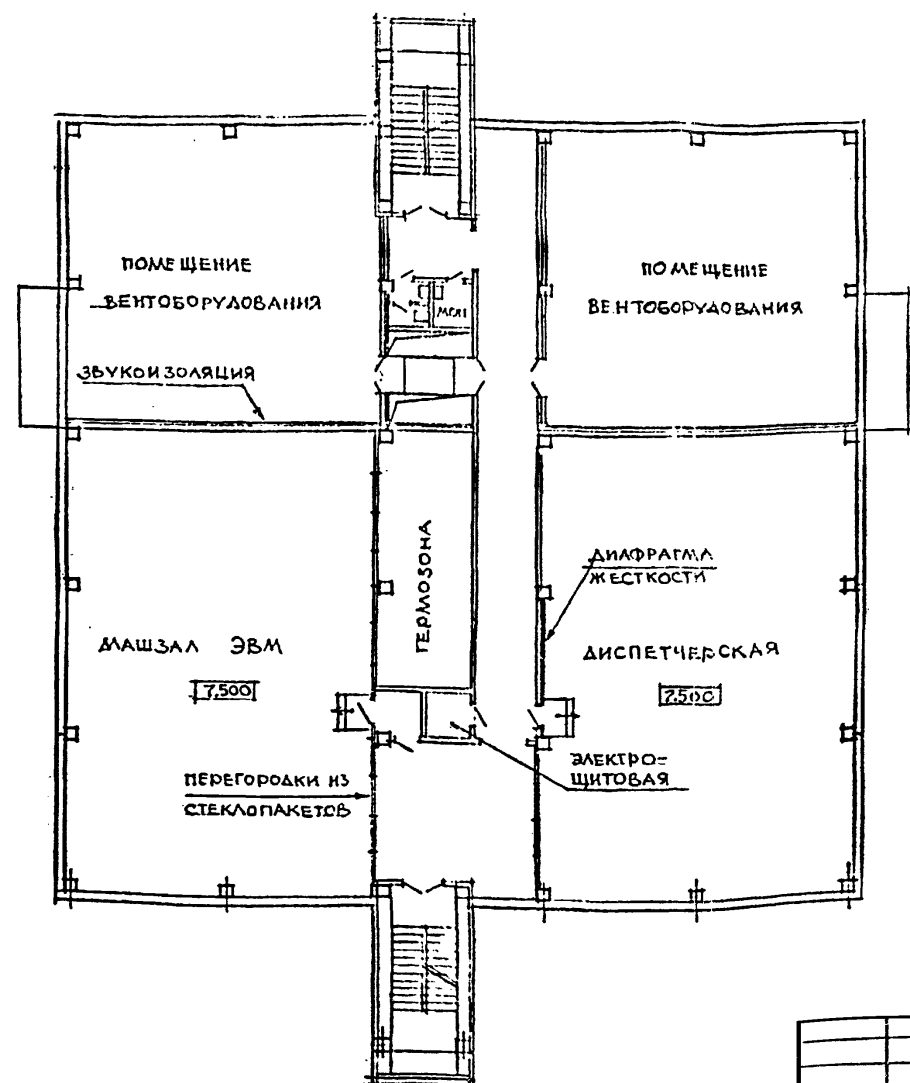 ПОМЕЩЕНИЕ
ВЕНТОБОРУДОВАНИЯ
ПОМЕЩЕНИЕ
ВЕНТОБОРУДОВАНИЯ
ЗВУКОИЗОЛЯЦИЯ
ГЕРМОЗОНА
ДИАФРАГМА
ЖЕСТКОСТИ
МАШЗАЛ ЭВМ
7,500
ДИСПЕТЧЕРСКАЯ
7.500
ПЕРЕГОРОДКИ ИЗ
СТЕКЛОПАКЕТОВ
ЭЛЕКТРО=
ЩИТОВАЯ